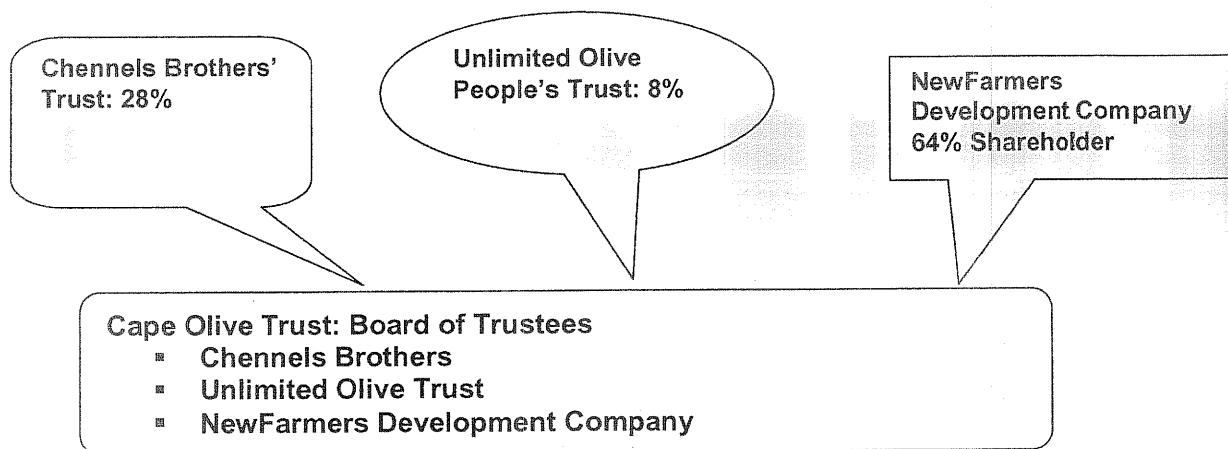 Chennels Brothers'
Trust: 28%
Unlimited Olive
People's Trust: 8%
NewFarmers
Development Company
64% Shareholder
Cape Olive Trust: Board of Trustees
▪ Chennels Brothers
▪ Unlimited Olive Trust
▪ NewFarmers Development Company